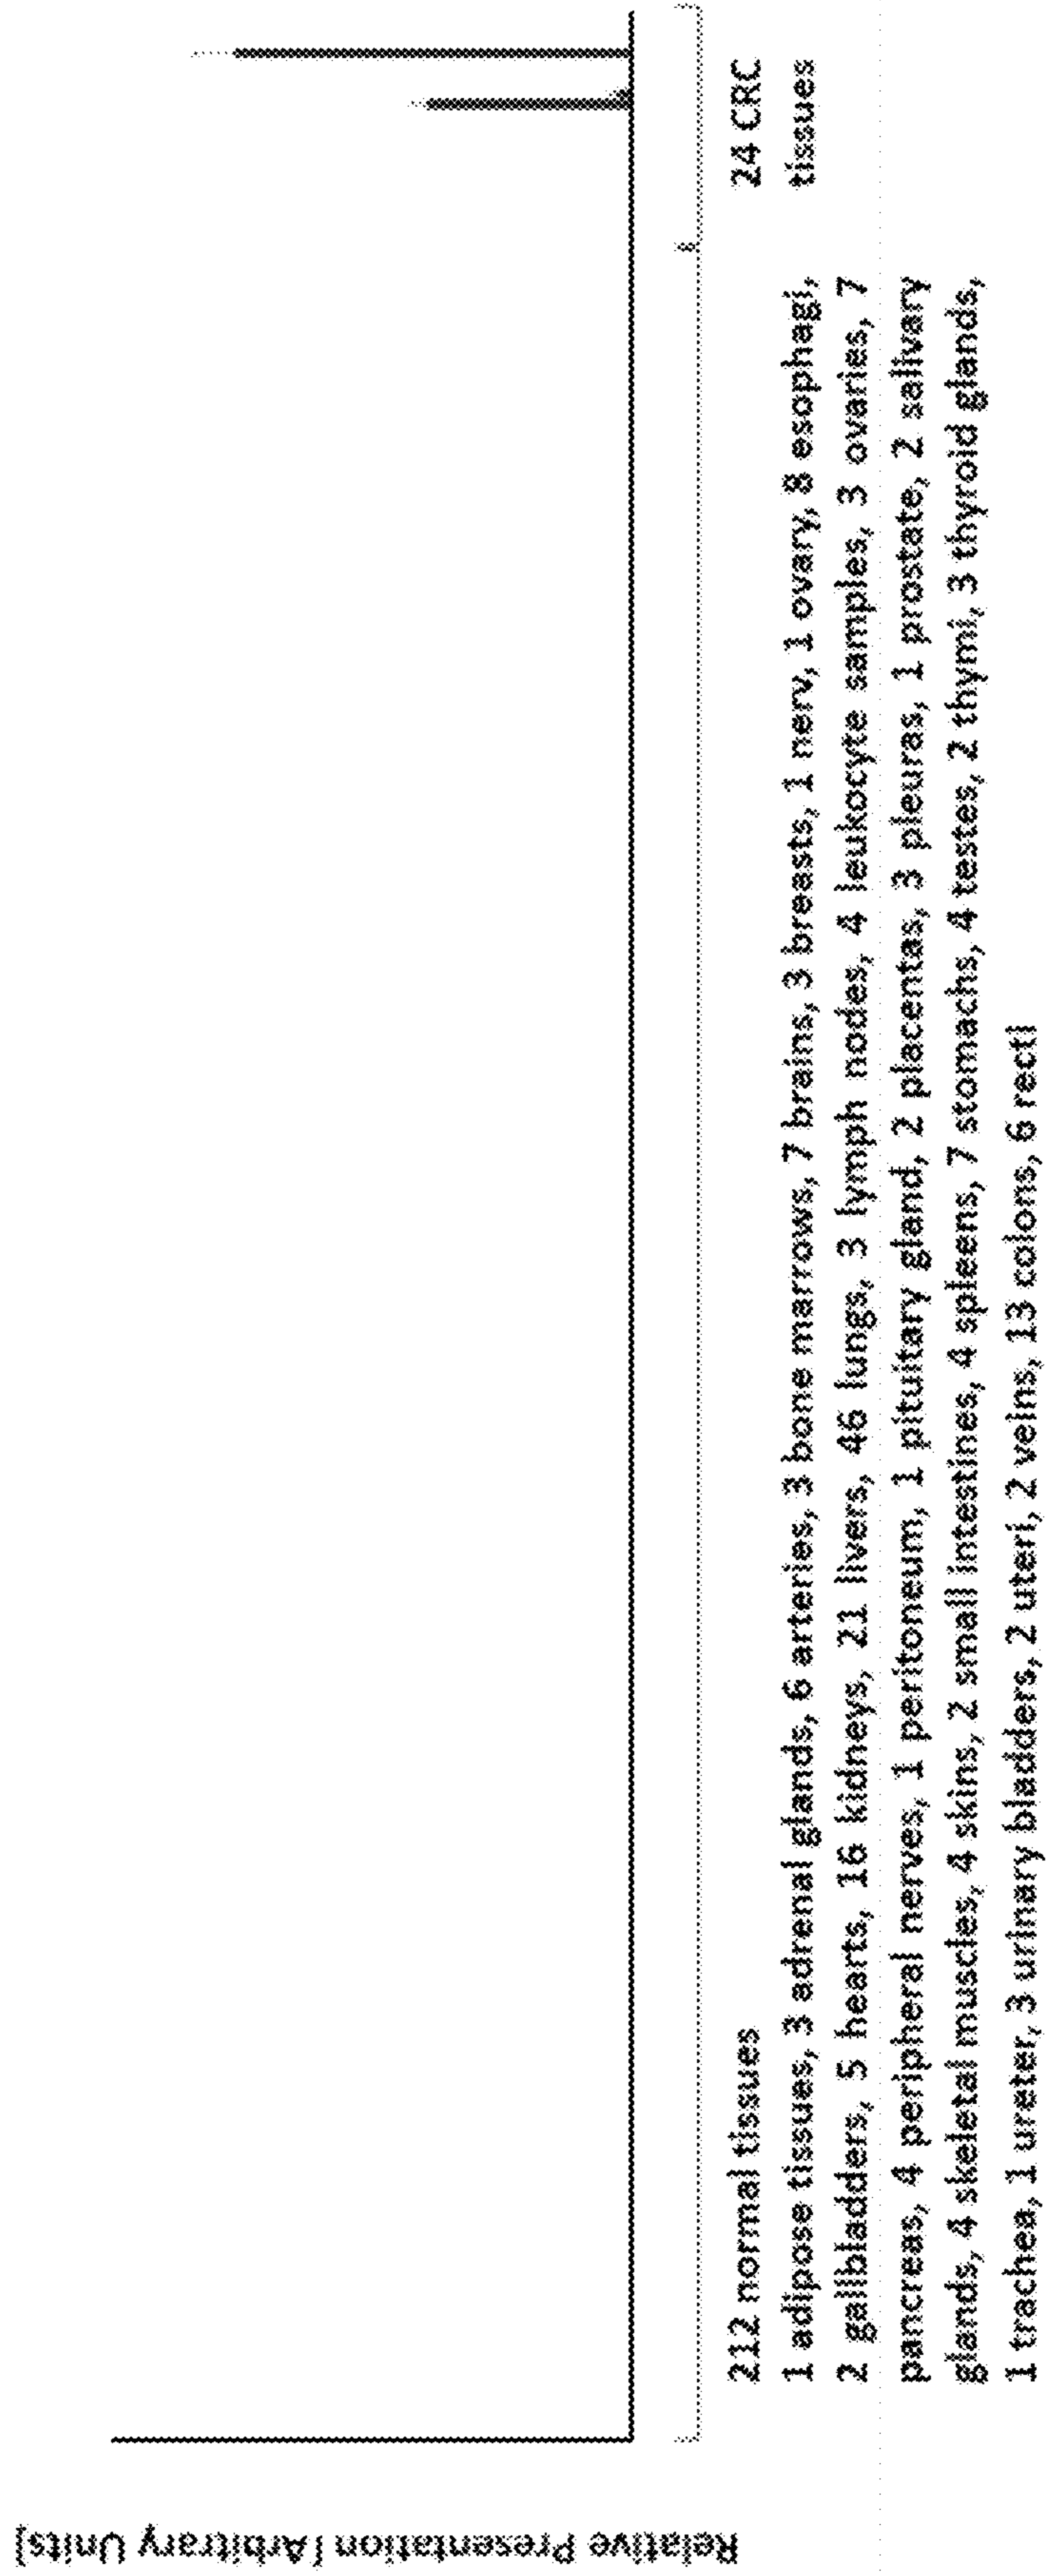 Relative Presentation [Arbitrary Units]
212 normal tissues
1 adipose tissues, 3 adrenal glands, 6 arteries, 3 bone marrows, 7 brains, 3 breasts, 1 nerv, 1 ovary, 8 esophagi,
2 gallbladders, 5 hearts, 16 kidneys, 21 livers, 46 lungs, 3 lymph nodes, 4 leukocyte samples, 3 ovaries, 7
pancreas, 4 peripheral nerves, 1 peritoneum, 1 pituitary gland, 2 placentas, 3 pleuras, 1 prostate, 2 salivary
glands, 4 skeletal muscles, 4 skins, 2 small intestines, 4 spleens, 7 stomachs, 4 testes, 2 thymi, 3 thyroid glands,
1 trachea, 1 ureter, 3 urinary bladders, 2 uteri, 2 veins, 13 colons, 6 recti
24 CRC
tissues